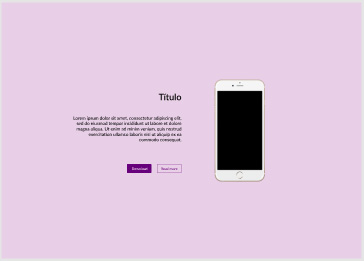 Título
Lorem ipsum dolor sit amet, consectetur adipiscing elit,
sed do eiusmod tempor incididunt ut labore et dolore
magna aliqua. Ut enim ad minim veniam, quis nostrud
exercitation ullamco laboris nisi ut aliquip ex ea
commodo consequat.
Download
Read more